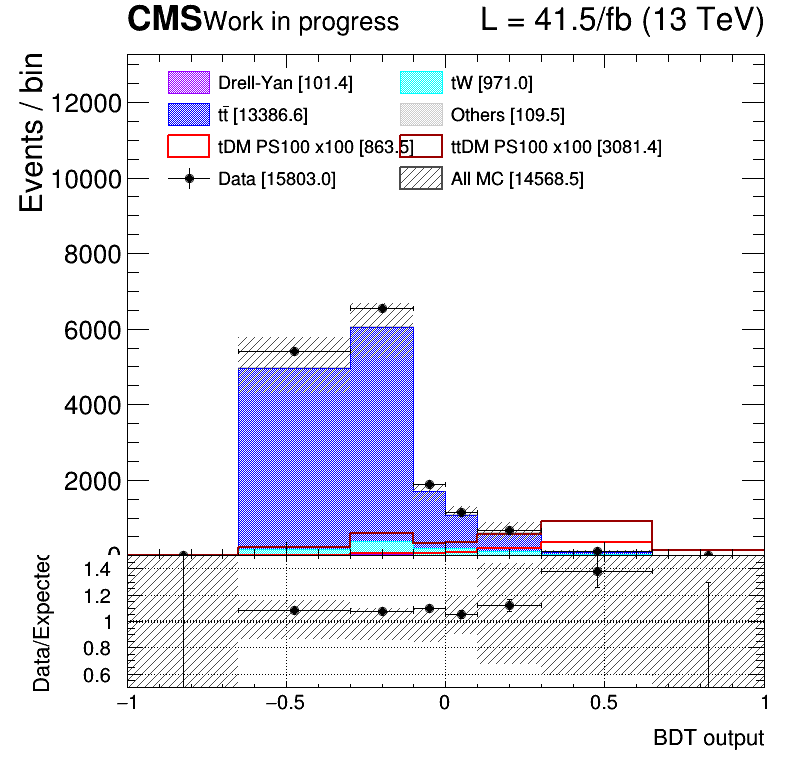 CMS Work in progress L = 41.5/fb (13 TeV)
Events / bin
12000
10000
8000
6000
4000
2000
0
Drell-Yan [101.4] tW [971.0]
tt̄ [13386.6] Others [109.5]
tDM PS100 x100 [863.5] ttDM PS100 x100 [3081.4]
Data [15803.0] All MC [14568.5]
Data/Expected
1.4
1.2
1
0.8
0.6
−1 −0.5 0 0.5 1
BDT output